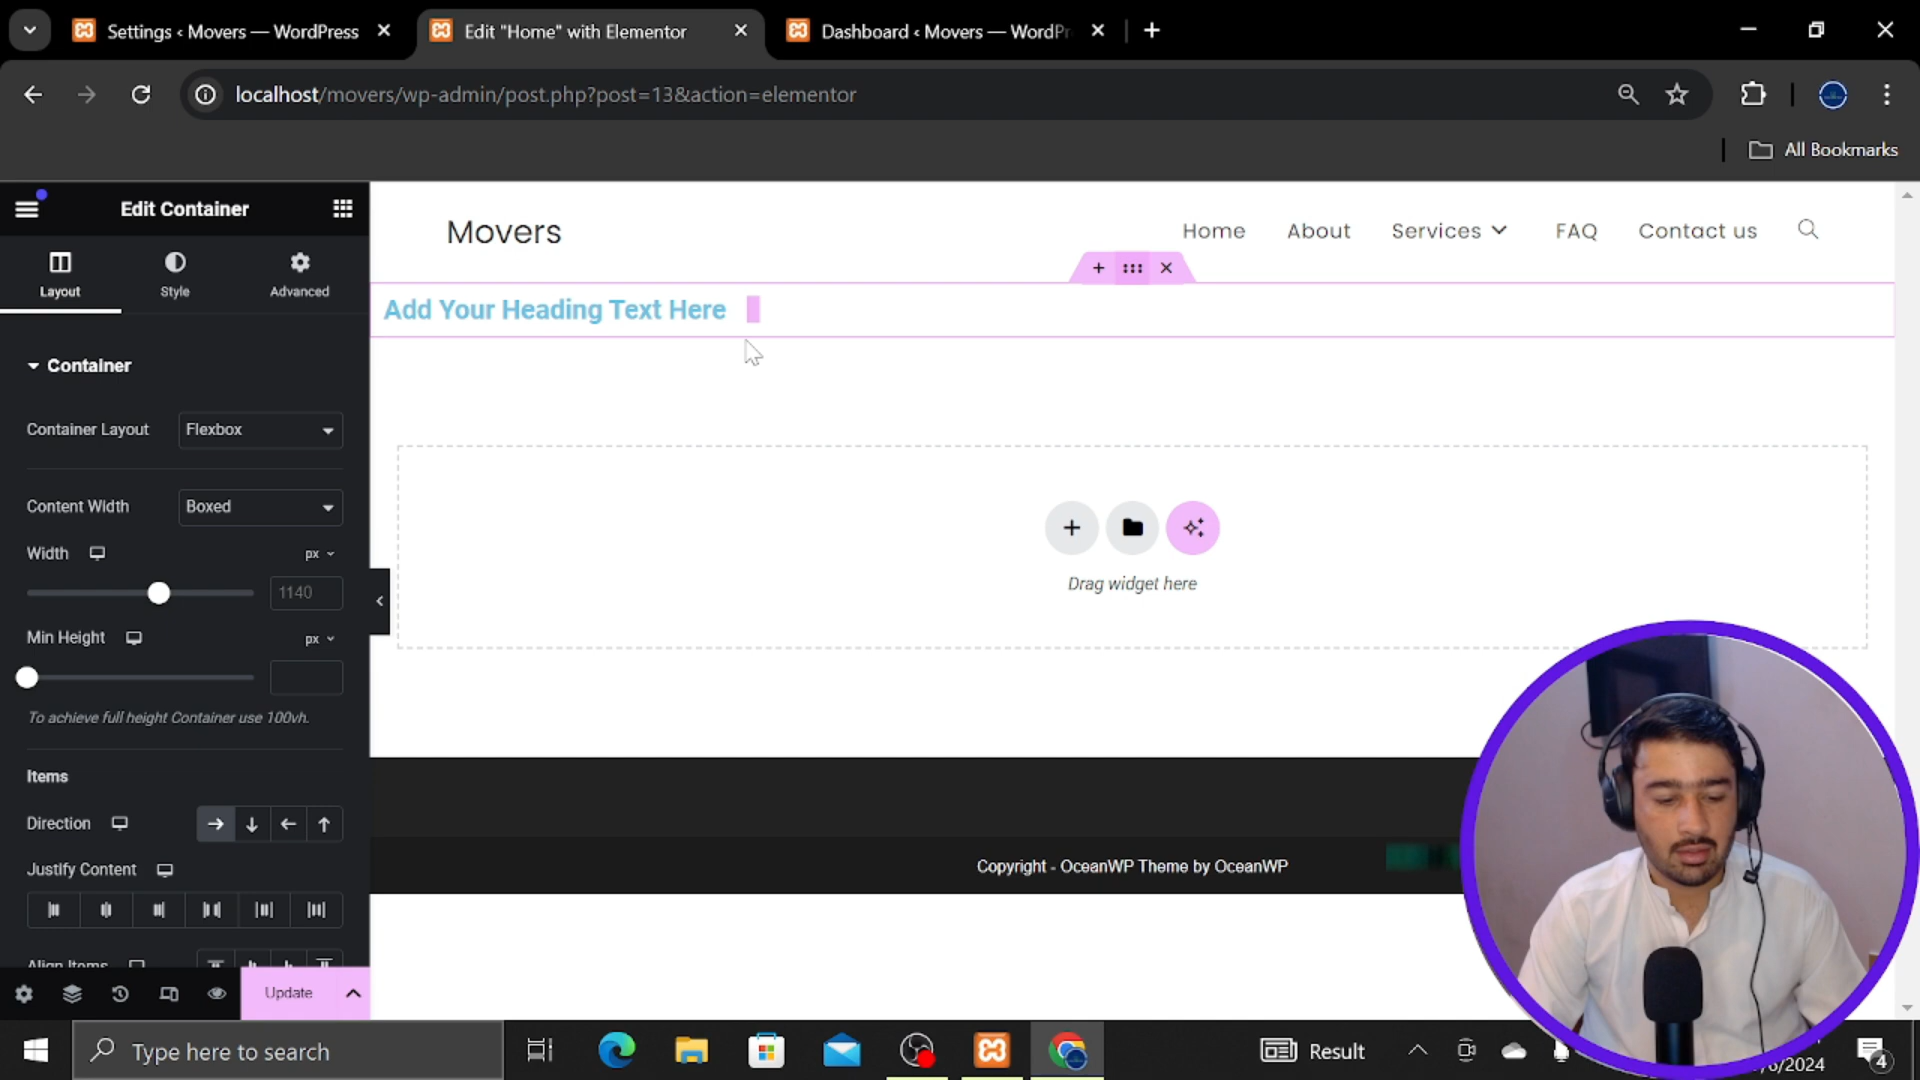 Settings ‹ Movers — WordPress
Edit "Home" with Elementor
Dashboard ‹ Movers — WordPr
localhost/movers/wp-admin/post.php?post=13&action=elementor
All Bookmarks
Edit Container
Movers
Home
About
Services
FAQ
Contact us
Layout
Style
Advanced
Add Your Heading Text Here
Container
Container Layout
Flexbox
Content Width
Boxed
Width
px
1140
Drag widget here
Min Height
px
To achieve full height Container use 100vh.
Items
Direction
Justify Content
Copyright - OceanWP Theme by OceanWP
Align Items
Update
Type here to search
Result
/6/2024
4